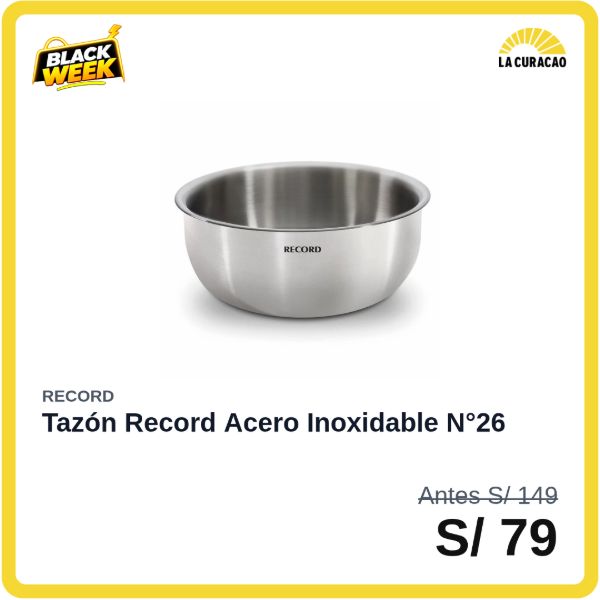 BLACK
WEEK
LA CURACAO
RECORD
RECORD
Tazón Record Acero Inoxidable N°26
Antes S/ 149
S/ 79